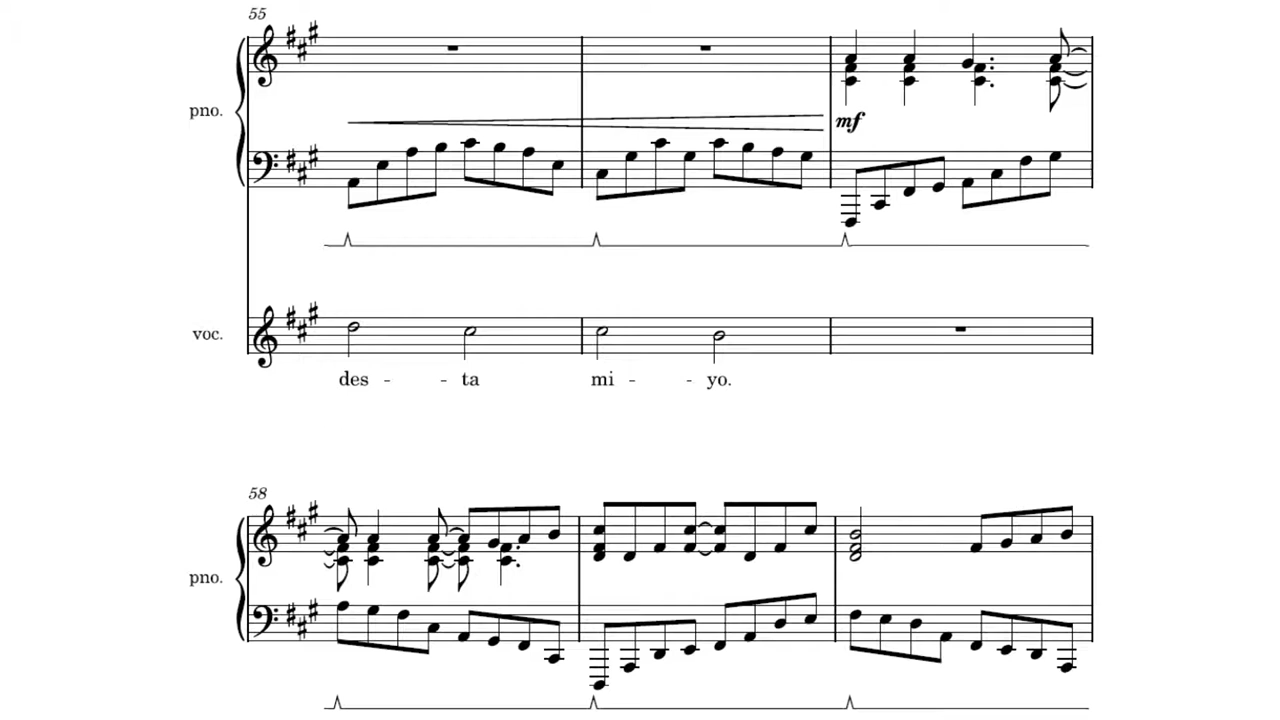 55
pno.
mf
voc.
des - - ta mi - - yo.
58
pno.